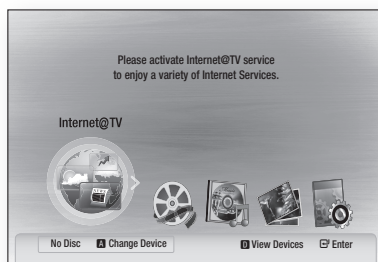 Please activate Internet@TV service
to enjoy a variety of Internet Services.
Internet@TV
No Disc A Change Device D View Devices Enter